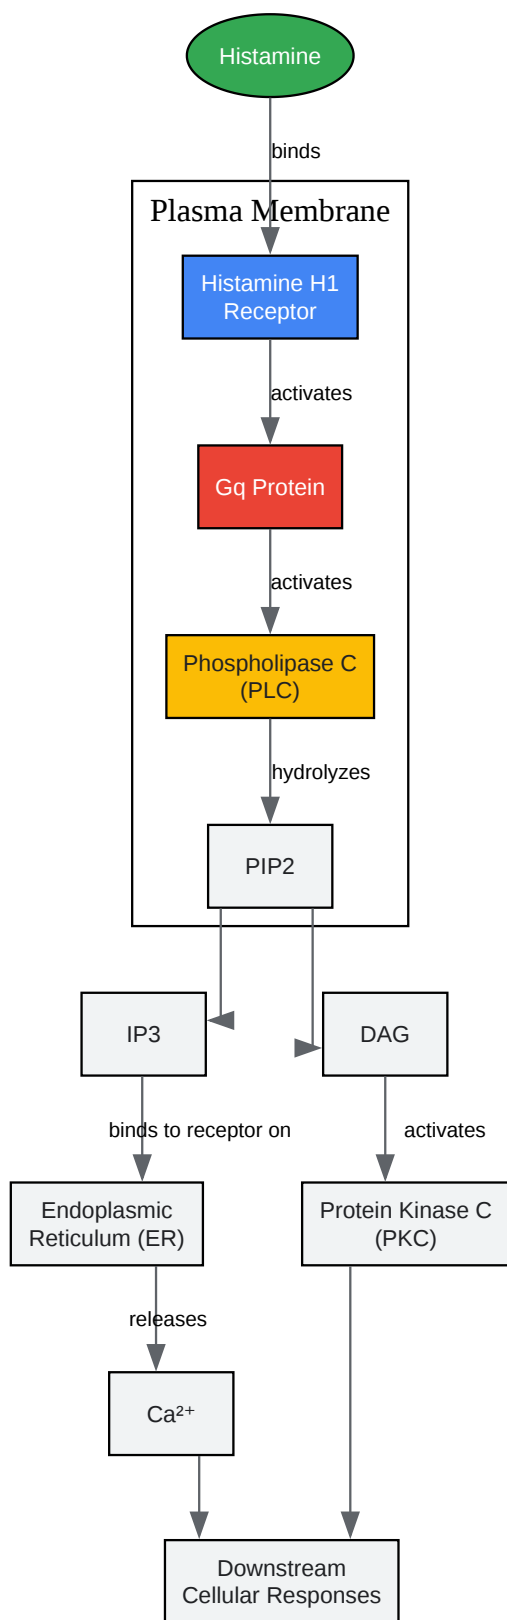 Histamine
binds
Plasma Membrane
Histamine H1
Receptor
activates
Gq Protein
activates
Phospholipase C
(PLC)
hydrolyzes
PIP2
IP3
DAG
binds to receptor on
activates
Endoplasmic
Reticulum (ER)
Protein Kinase C
(PKC)
releases
Ca²⁺
Downstream
Cellular Responses